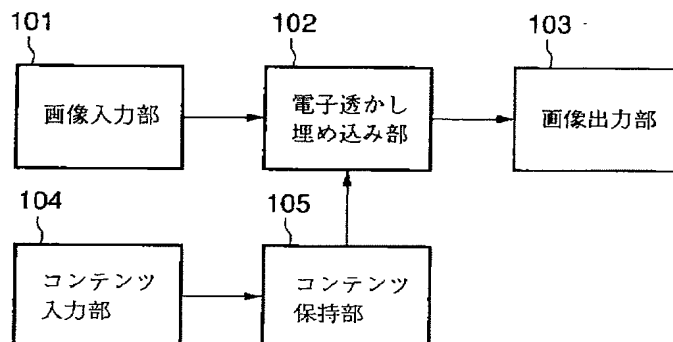 101
102
103
画像入力部
電子透かし
埋め込み部
画像出力部
104
105
コンテンツ
入力部
コンテンツ
保持部